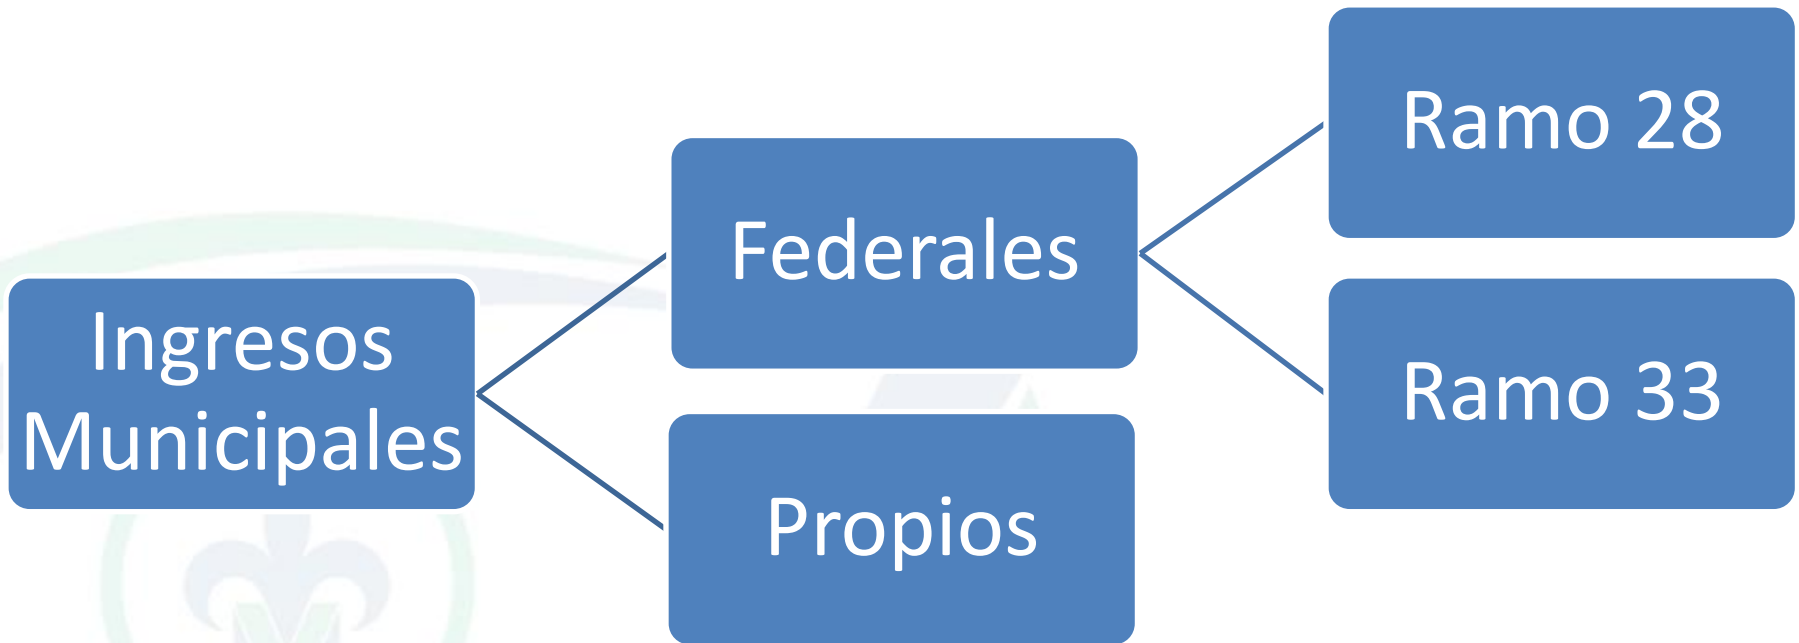 Ingresos
Municipales
Federales
Propios
Ramo 28
Ramo 33